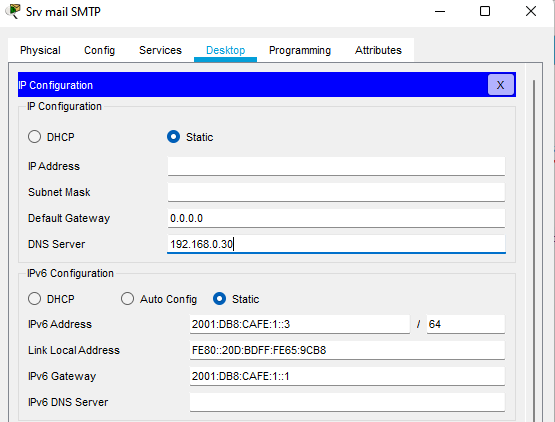 Srv mail SMTP
Physical Config Services Desktop Programming Attributes
IP Configuration X
IP Configuration
DHCP Static
IP Address
Subnet Mask
Default Gateway 0.0.0.0
DNS Server 192.168.0.30
IPv6 Configuration
DHCP Auto Config Static
IPv6 Address 2001:DB8:CAFE:1::3 / 64
Link Local Address FE80::20D:BDFF:FE65:9CB8
IPv6 Gateway 2001:DB8:CAFE:1::1
IPv6 DNS Server